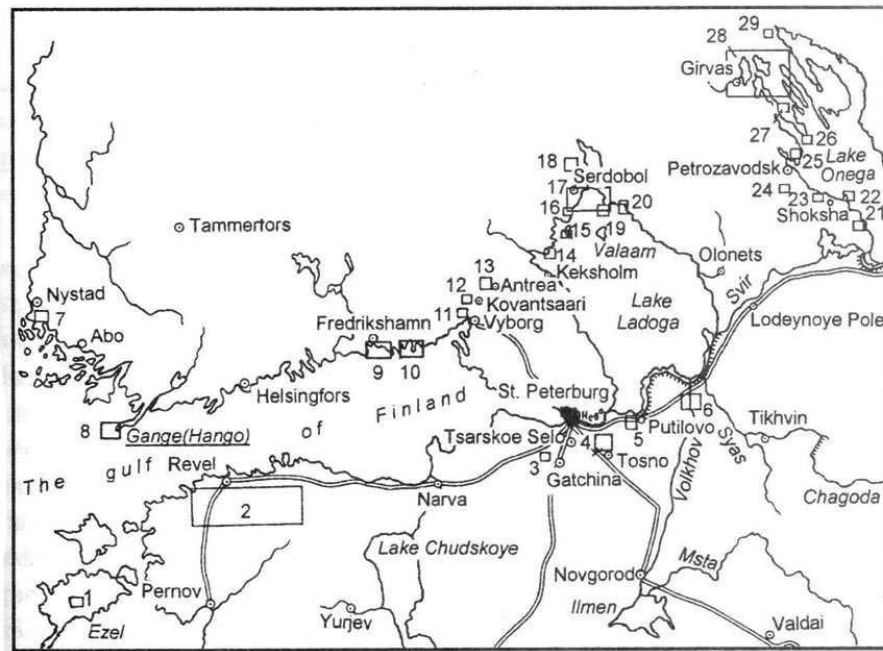 29
28
Girvas
27
26
25
Lake
Onega
Petrozavodsk
24
23
22
Shoksha
21
18
17
Serdobol
16
20
15
19
Valaam
14
Keksholm
Olonets
Svir
Tammertors
13
Antrea
12
Kovantsaari
11
Vyborg
Lake
Ladoga
Lodeynoye Pole
Nystad
7
Abo
Fredrikshamn
9
10
Helsingfors
St. Peterburg
6
5
Putilovo
Tikhvin
8
Gange(Hango)
The gulf of Finland
Tsarskoe Selo
4
3
Tosno
Gatchina
Volkhov
Syas
Chagoda
Revel
2
Narva
Lake Chudskoye
Novgorod
Msta
1
Ezel
Pernov
Yurjev
Ilmen
Valdai